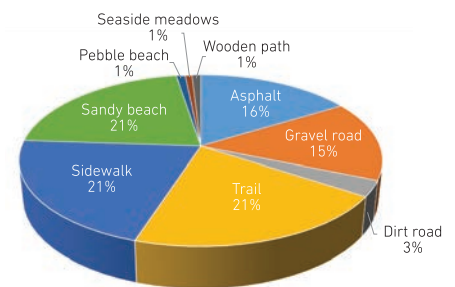 Seaside meadows
1%
Pebble beach
1%
Wooden path
1%
Asphalt
16%
Sandy beach
21%
Gravel road
15%
Sidewalk
21%
Trail
21%
Dirt road
3%